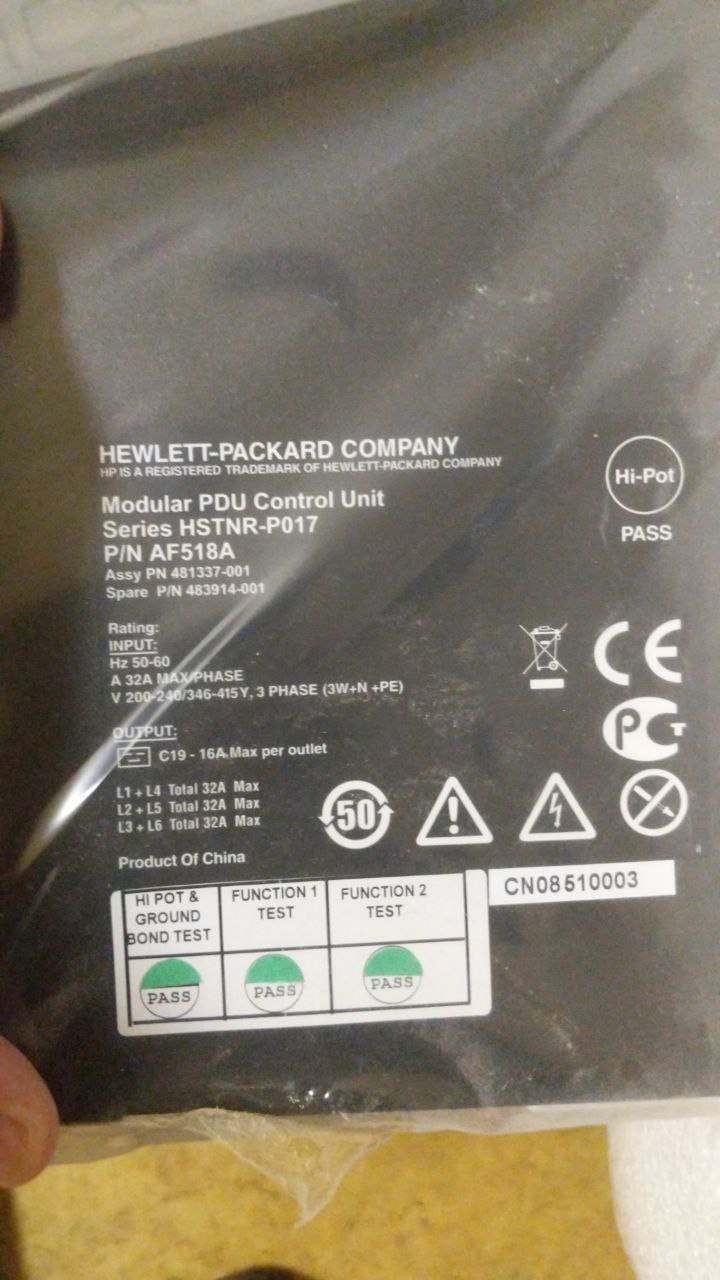 HEWLETT-PACKARD COMPANY
HP IS A REGISTERED TRADEMARK OF HEWLETT-PACKARD COMPANY
Hi-Pot
PASS
Modular PDU Control Unit
Series HSTNR-P017
P/N AF518A
Assy PN 481337-001
Spare P/N 483914-001
Rating:
INPUT:
Hz 50-60
A 32A MAX/PHASE
V 200-240/346-415Y, 3 PHASE (3W+N +PE)
CE
PCT
OUTPUT:
C19 - 16A Max per outlet
L1 + L4 Total 32A Max
L2 + L5 Total 32A Max
L3 + L6 Total 32A Max
50
Product Of China
CN08510003
HI POT &
GROUND
BOND TEST
FUNCTION 1
TEST
FUNCTION 2
TEST
PASS
PASS
PASS